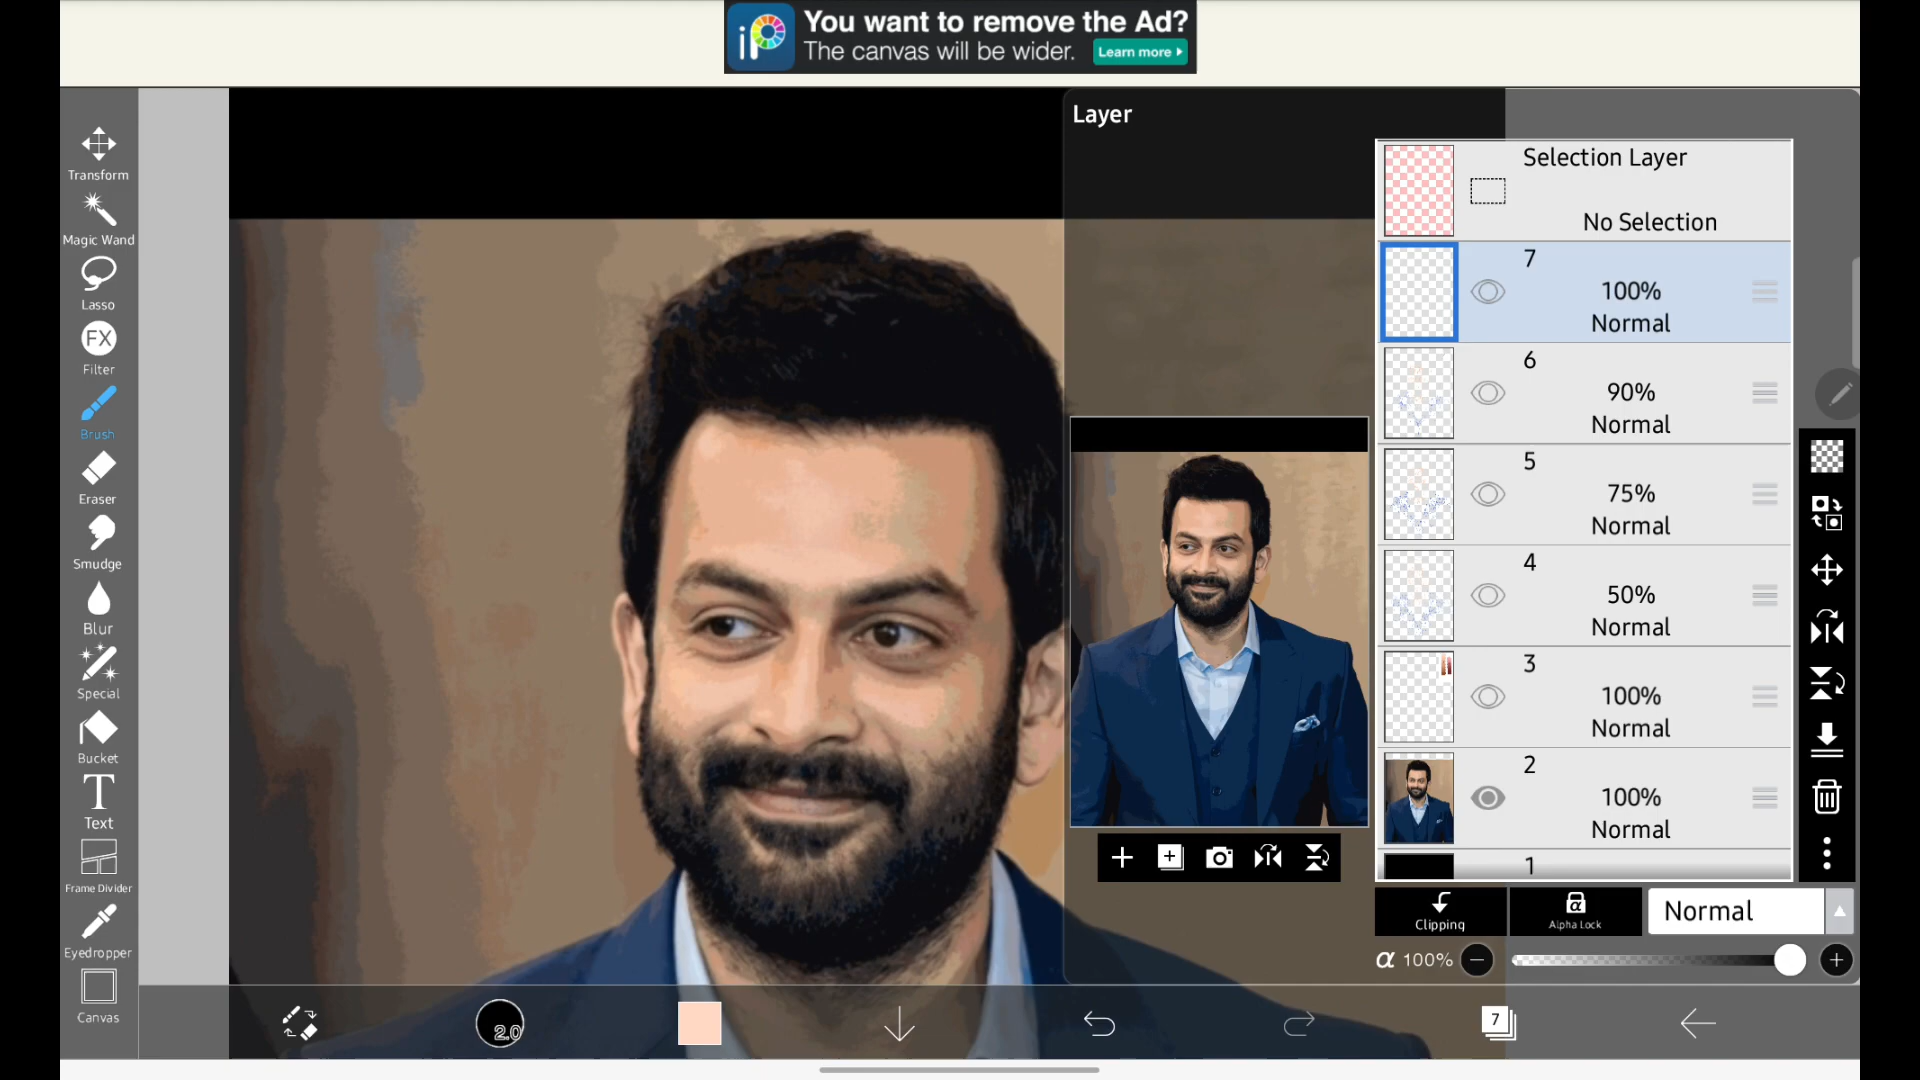 You want to remove the Ad?
The canvas will be wider.
Learn more
Layer
Transform
Magic Wand
Lasso
FX
Filter
Brush
Eraser
Smudge
Blur
Special
Bucket
T
Text
Frame Divider
Eyedropper
Canvas
Selection Layer
No Selection
7
100%
Normal
6
90%
Normal
5
75%
Normal
4
50%
Normal
3
100%
Normal
2
100%
Normal
1
Clipping
α
Alpha Lock
Normal
α 100%
2.0
7